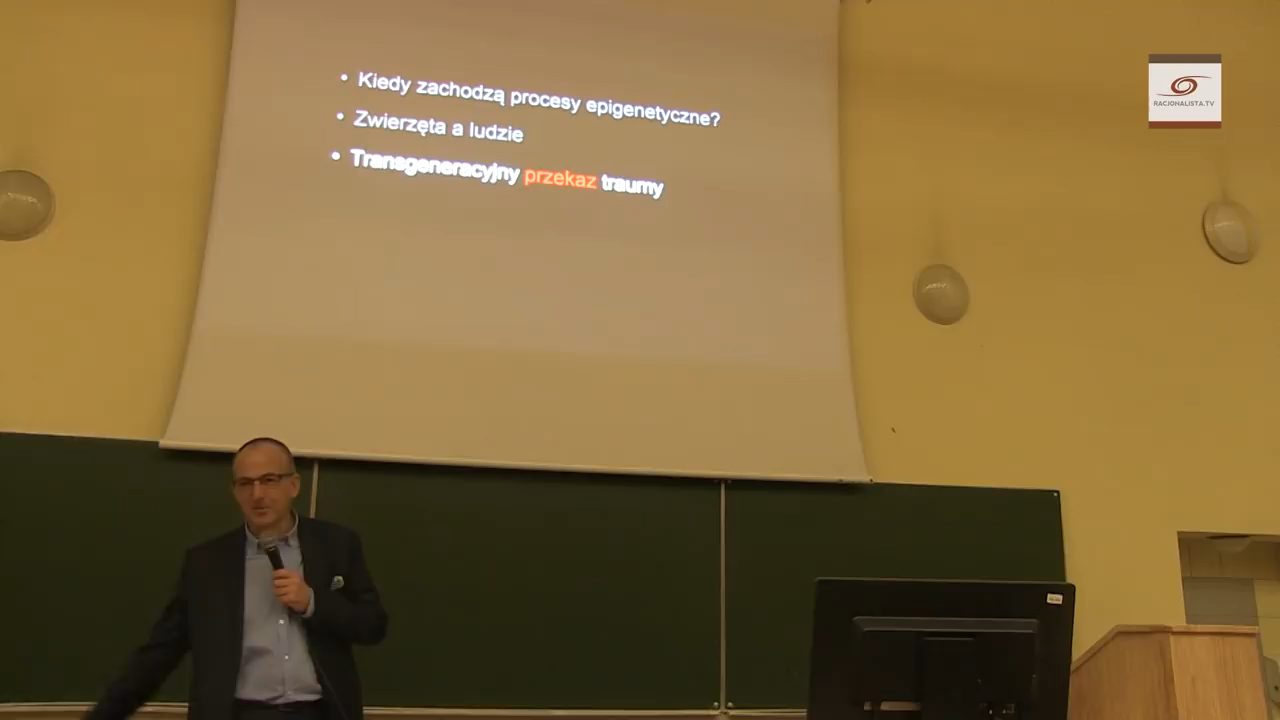 • Kiedy zachodzą procesy epigenetyczne?
• Zwierzęta a ludzie
• Transgeneracyjny przekaz traumy
RACJONALISTA.TV